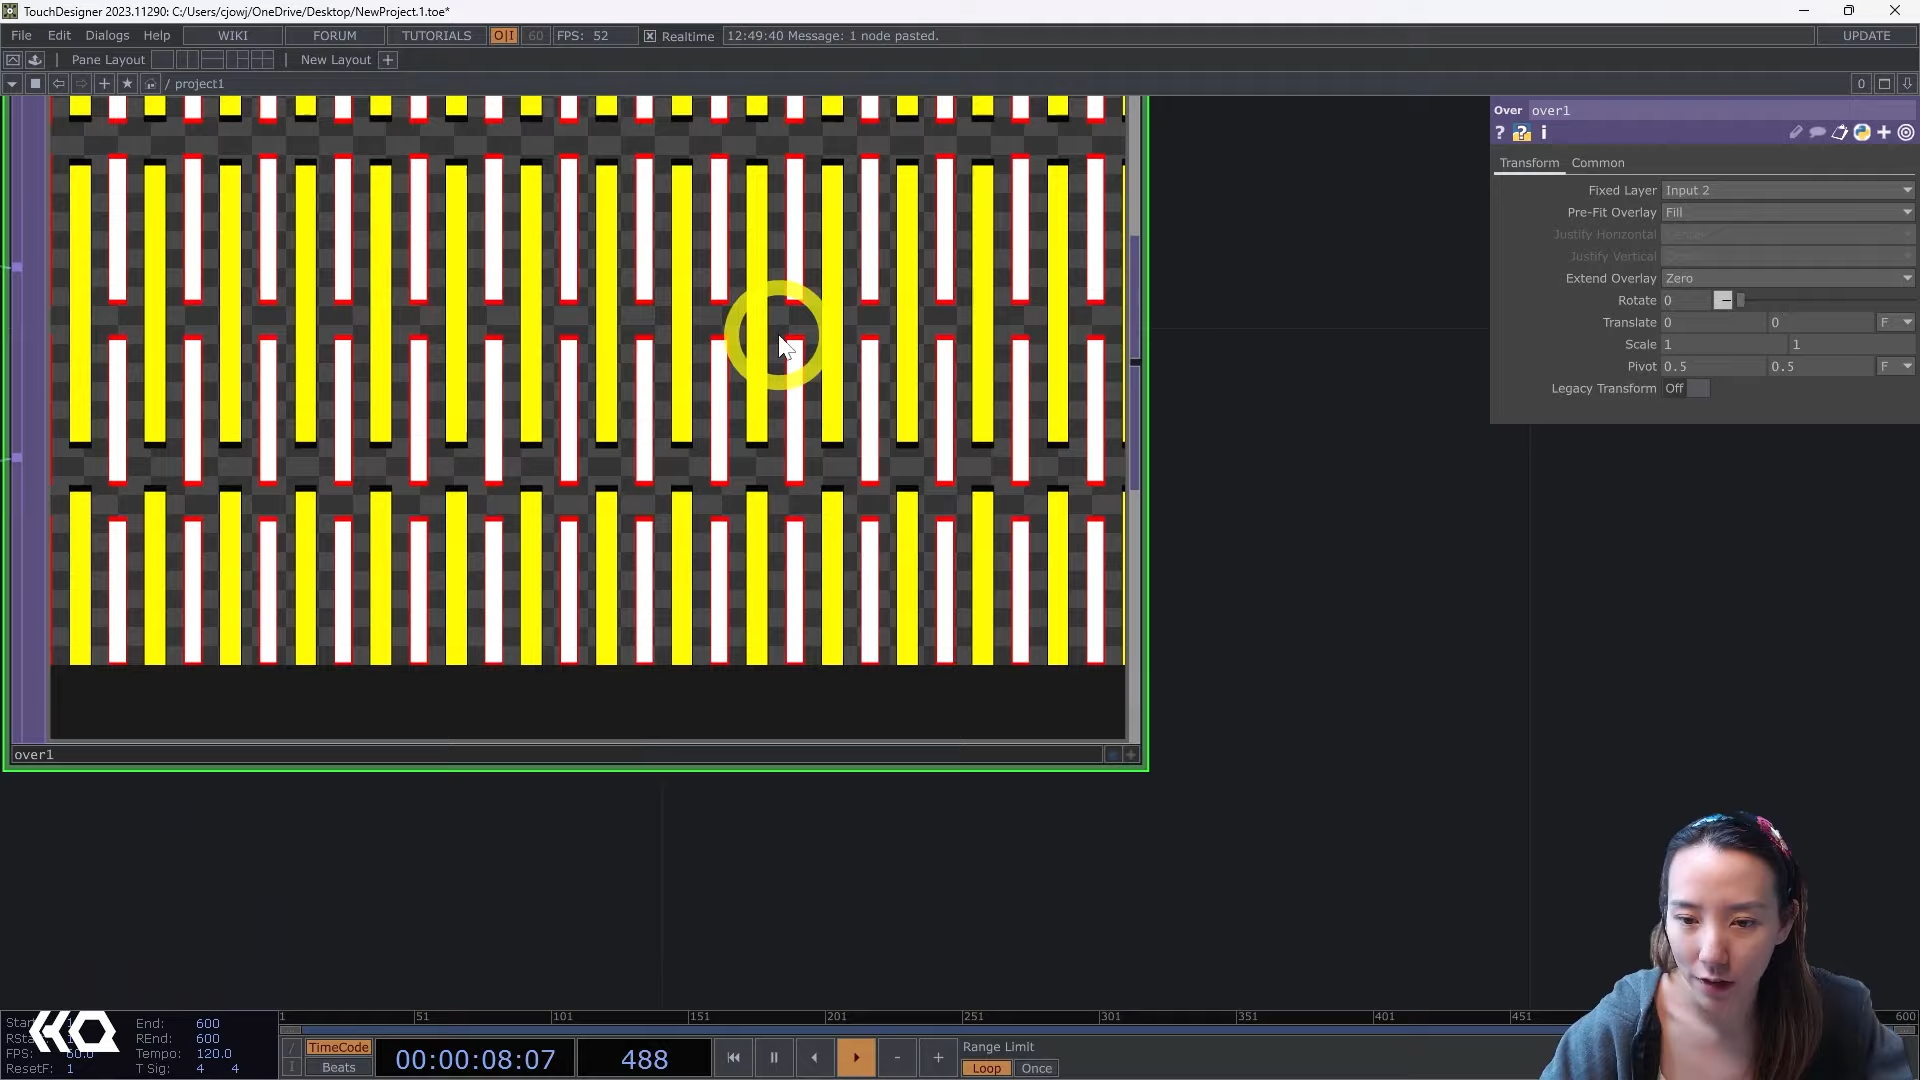 TouchDesigner 2023.11290: C:/Users/cjowj/OneDrive/Desktop/NewProject.1.toe*
File Edit Dialogs Help WIKI FORUM TUTORIALS O|I 60 FPS: 52 Realtime 12:49:40 Message: 1 node pasted. UPDATE
Pane Layout New Layout +
/ project1 0
Over over1
? ? i
Transform Common
Fixed Layer Input 2
Pre-Fit Overlay Fill
Justify Horizontal Center
Justify Vertical
Extend Overlay Zero
Rotate 0
Translate 0 0 F
Scale 1 1
Pivot 0.5 0.5 F
Legacy Transform Off
over1
1 51 101 151 201 251 301 351 401 451 600
End: 600
REnd: 600
FPS: 60.0 Tempo: 120.0
ResetF: 1 T Sig: 4 4
TimeCode
Beats
00:00:08:07 488
Range Limit
Loop Once
HQ